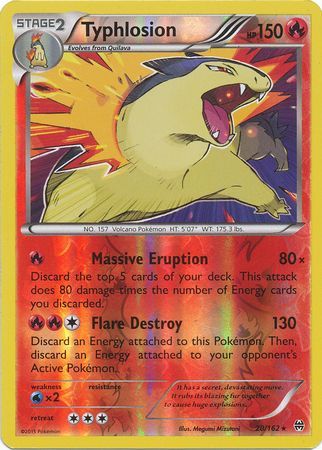 STAGE2 Typhlosion HP150
Evolves from Quilava
NO. 157 Volcano Pokémon HT: 5'07" WT: 175.3 lbs.
Massive Eruption 80×
Discard the top 5 cards of your deck. This attack
does 80 damage times the number of Energy cards
you discarded.
Flare Destroy 130
Discard an Energy attached to this Pokémon. Then,
discard an Energy attached to your opponent's
Active Pokémon.
weakness resistance
×2
retreat
It has a secret, devastating move.
It rubs its blazing fur together
to cause huge explosions.
©2015 Pokémon
Illus. Megumi Mizutani
20/162 ★